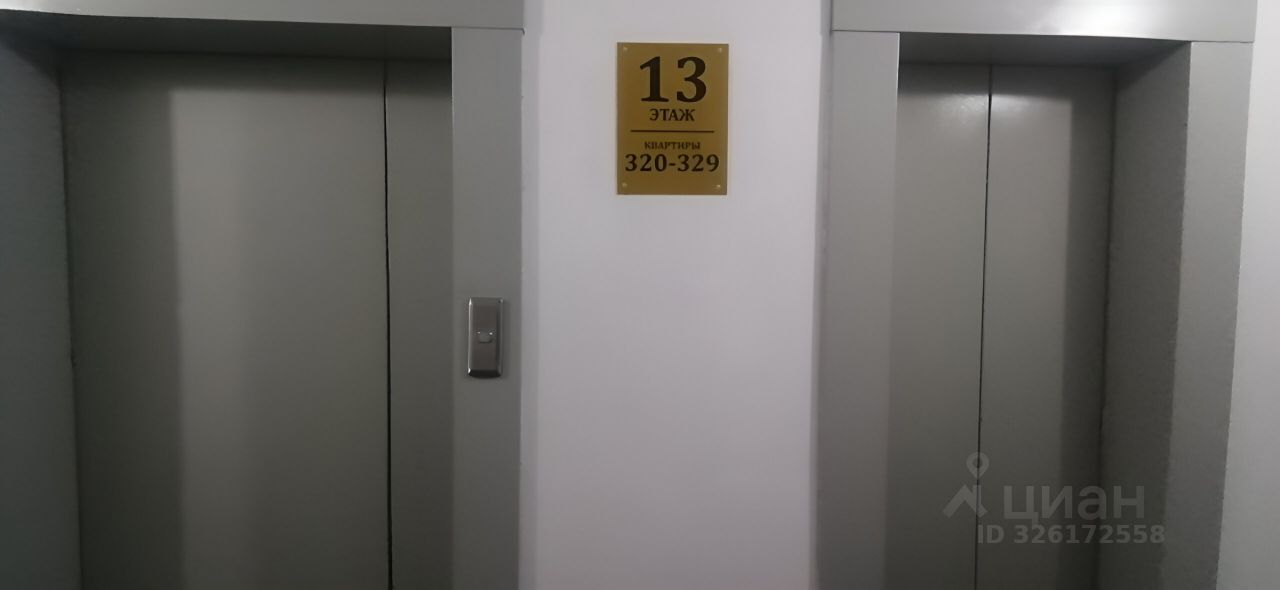 13
ЭТАЖ
КВАРТИРЫ
320-329
циан
ID 326172558